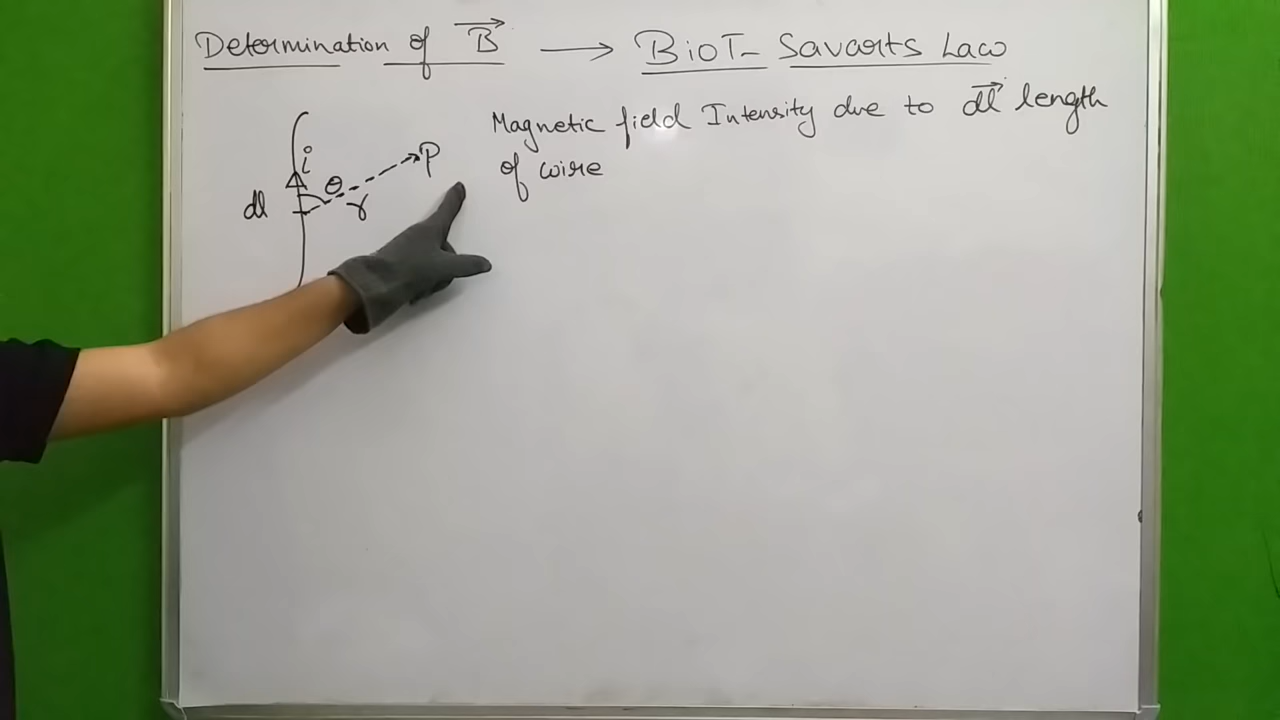 Determination of B → BioT- Savarts Law
Magnetic field Intensity due to dl length
of wire
i
P
θ
dl
r